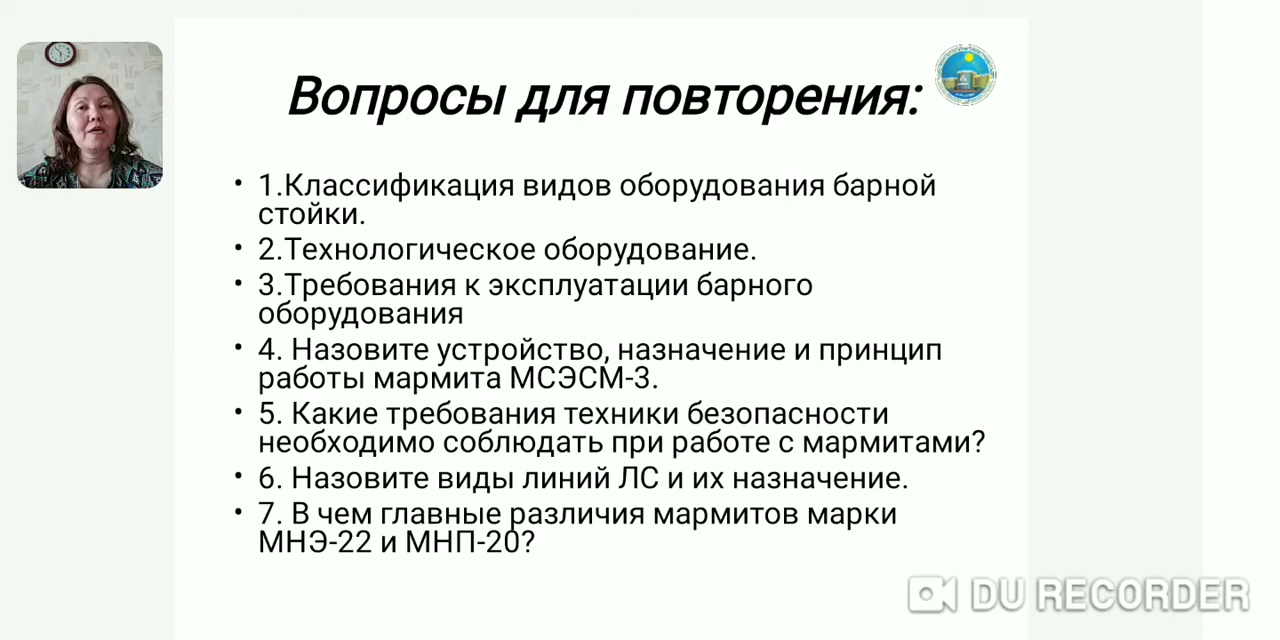 Вопросы для повторения:
• 1.Классификация видов оборудования барной
стойки.
• 2.Технологическое оборудование.
• 3.Требования к эксплуатации барного
оборудования
• 4. Назовите устройство, назначение и принцип
работы мармита МСЭСМ-3.
• 5. Какие требования техники безопасности
необходимо соблюдать при работе с мармитами?
• 6. Назовите виды линий ЛС и их назначение.
• 7. В чем главные различия мармитов марки
МНЭ-22 и МНП-20?
DU RECORDER